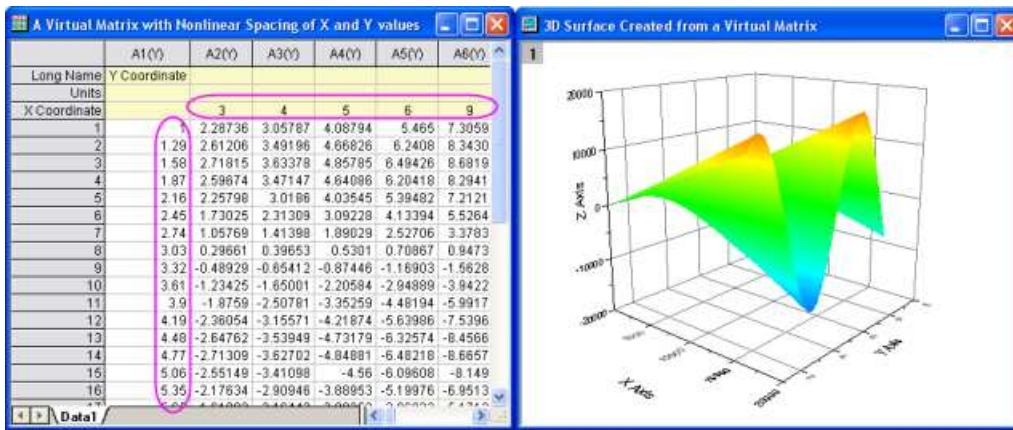 A Virtual Matrix with Nonlinear Spacing of X and Y values
A1(Y) A2(Y) A3(Y) A4(Y) A5(Y) A6(Y)
Long Name Y Coordinate
Units
X Coordinate 3 4 5 6 9
1 1 2.28736 3.05787 4.08794 5.465 7.3059
2 1.29 2.61206 3.49196 4.66826 6.2408 8.3430
3 1.58 2.71815 3.63378 4.85785 6.49426 8.6819
4 1.87 2.59674 3.47147 4.64086 6.20418 8.2941
5 2.16 2.25798 3.0186 4.03545 5.39482 7.2121
6 2.45 1.73025 2.31309 3.09228 4.13394 5.5264
7 2.74 1.05769 1.41398 1.89029 2.52706 3.3783
8 3.03 0.29661 0.39653 0.5301 0.70867 0.9473
9 3.32 -0.48929 -0.65412 -0.87446 -1.16903 -1.5628
10 3.61 -1.23425 -1.65001 -2.20584 -2.94889 -3.9422
11 3.9 -1.8759 -2.50781 -3.35259 -4.48194 -5.9917
12 4.19 -2.36054 -3.15571 -4.21874 -5.63986 -7.5396
13 4.48 -2.64762 -3.53949 -4.73179 -6.32574 -8.4566
14 4.77 -2.71309 -3.62702 -4.84881 -6.48218 -8.6657
15 5.06 -2.55149 -3.41098 -4.56 -6.09608 -8.149
16 5.35 -2.17634 -2.90946 -3.88953 -5.19976 -6.9513
Data1
3D Surface Created from a Virtual Matrix
1
20000
10000
0
-10000
-20000
Z Axis
X Axis
Y Axis
20000